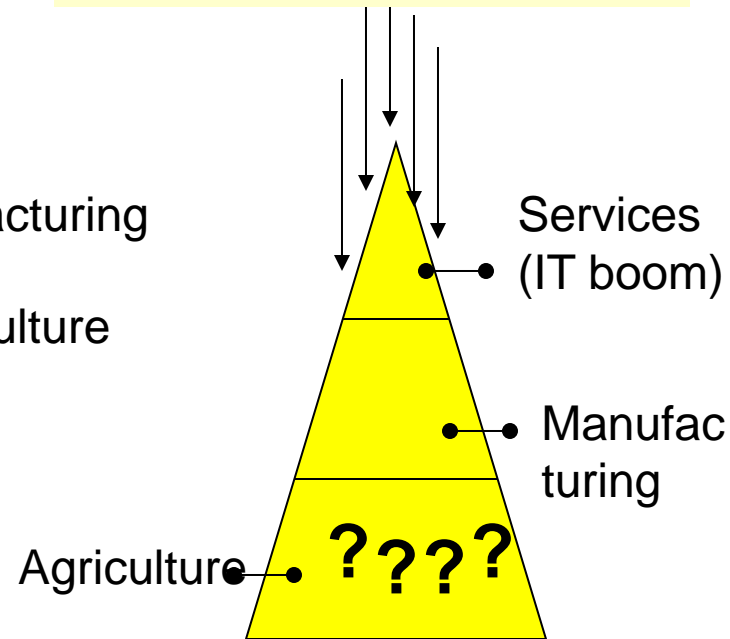 acturing
ulture
Services
(IT boom)
Manufac
turing
Agriculture
? ? ? ?